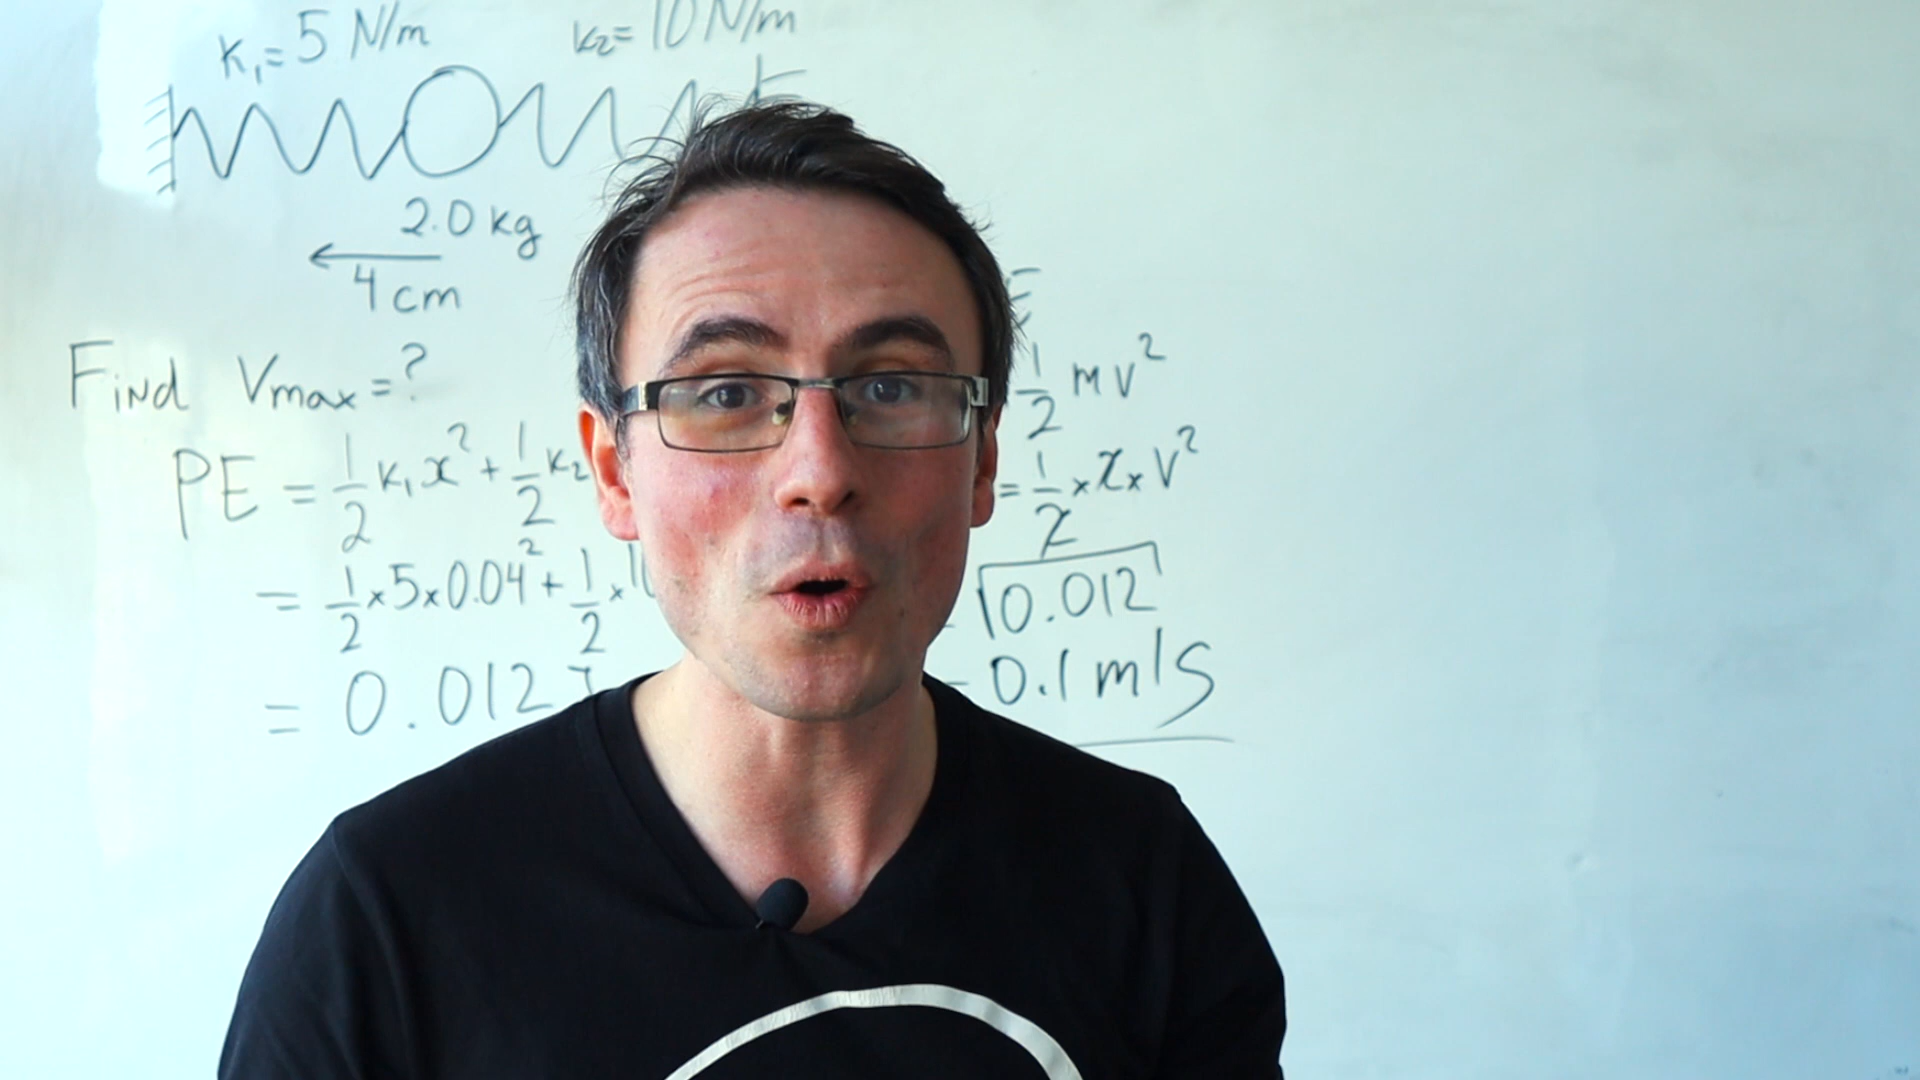 k₁=5 N/m
k₂=10 N/m
2.0 kg
4 cm
Find Vmax=?
PE = 1/2 k₁x² + 1/2 k₂
= 1/2 x 5 x 0.04² + 1/2 x
= 0.012
1/2 mv²
= 1/2 x 2 x V²
√0.012
0.1 m/s